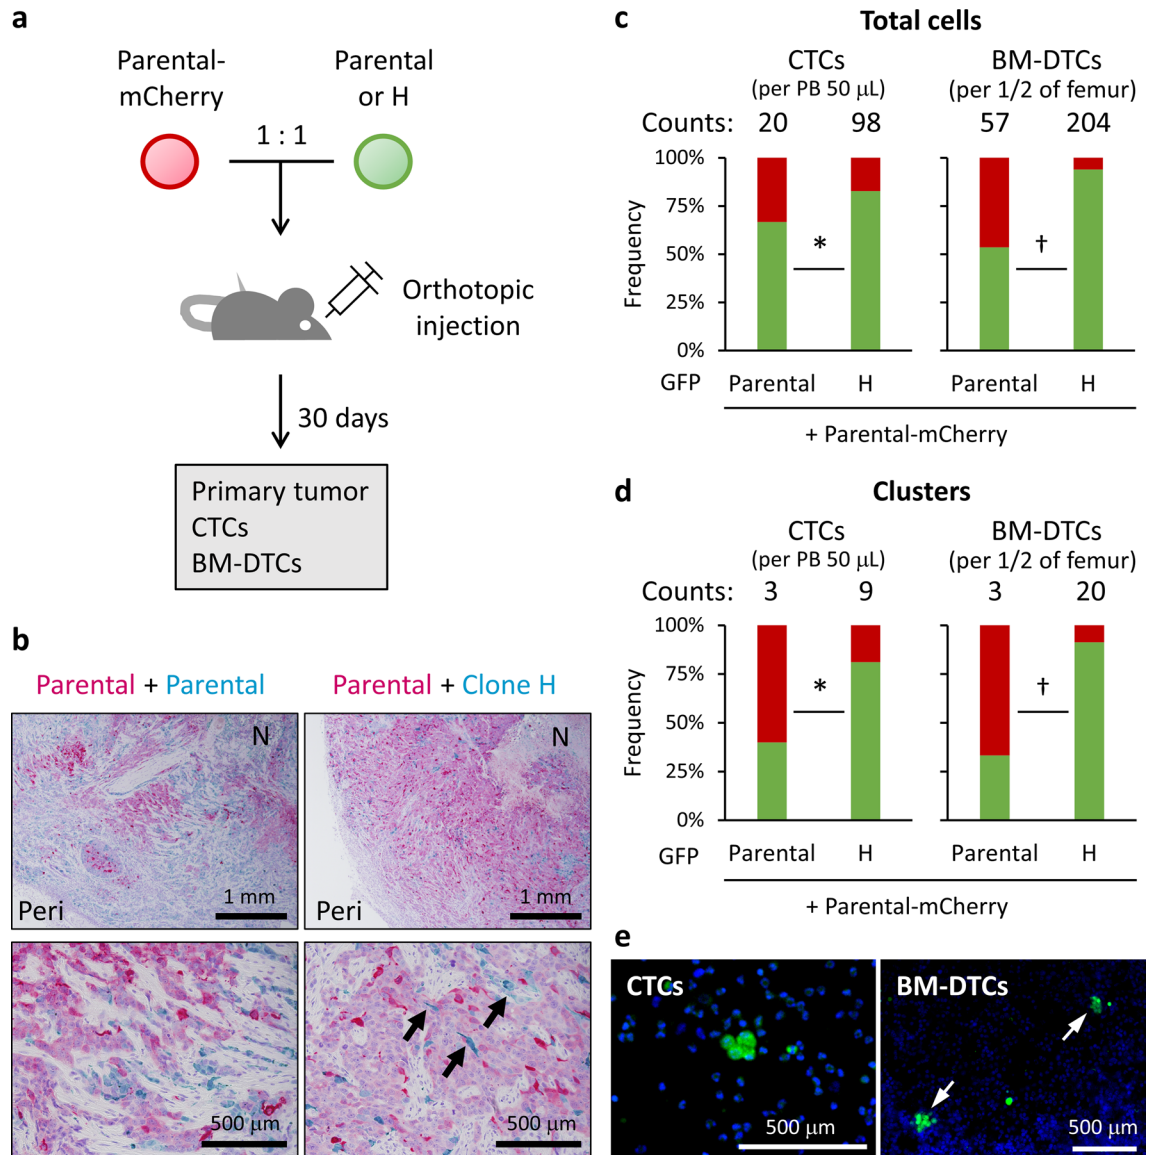 a
Parental-
mCherry
Parental
or H
1 : 1
Orthotopic
injection
30 days
Primary tumor
CTCs
BM-DTCs
b
Parental + Parental
Parental + Clone H
N
Peri
1 mm
N
Peri
1 mm
500 μm
500 μm
c
Total cells
CTCs
(per PB 50 μL)
BM-DTCs
(per 1/2 of femur)
Counts: 20 98 57 204
Frequency
100%
75%
50%
25%
0%
*
†
GFP Parental H Parental H
+ Parental-mCherry
d
Clusters
CTCs
(per PB 50 μL)
BM-DTCs
(per 1/2 of femur)
Counts: 3 9 3 20
Frequency
100%
75%
50%
25%
0%
*
†
GFP Parental H Parental H
+ Parental-mCherry
e
CTCs
500 μm
BM-DTCs
500 μm